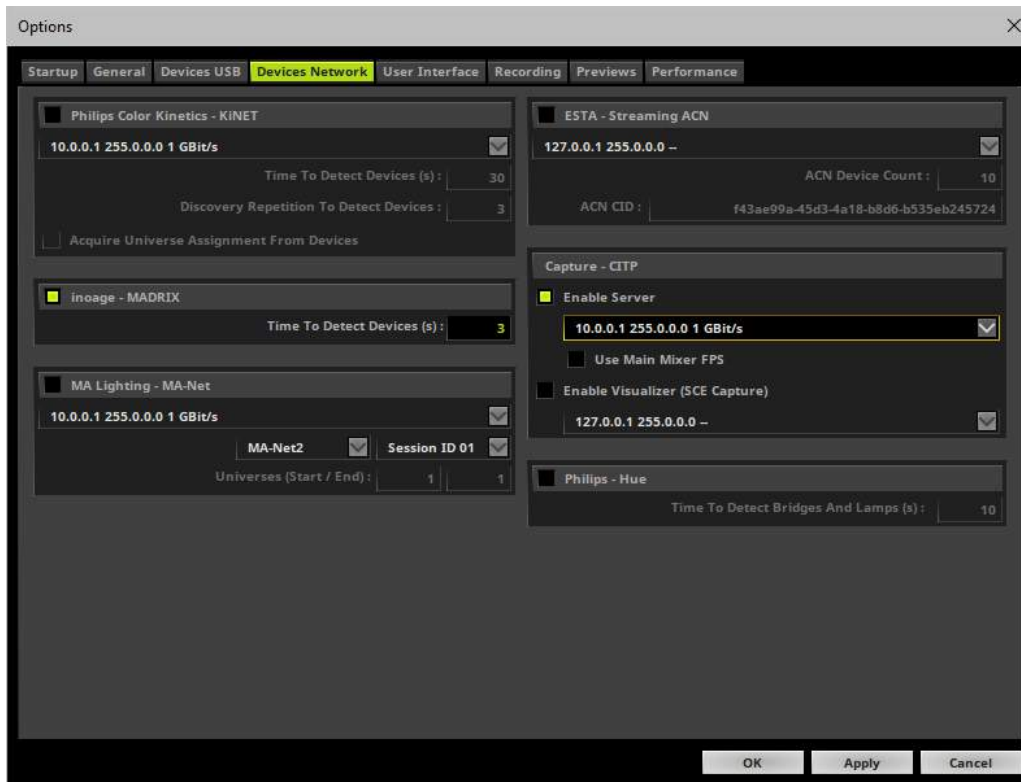 Options
Startup General Devices USB Devices Network User Interface Recording Previews Performance
Philips Color Kinetics - KiNET
10.0.0.1 255.0.0.0 1 GBit/s
Time To Detect Devices (s) : 30
Discovery Repetition To Detect Devices : 3
Acquire Universe Assignment From Devices
inoage - MADRIX
Time To Detect Devices (s) : 3
MA Lighting - MA-Net
10.0.0.1 255.0.0.0 1 GBit/s
MA-Net2 Session ID 01
Universes (Start / End) : 1 1
ESTA - Streaming ACN
127.0.0.1 255.0.0.0 --
ACN Device Count : 10
ACN CID : f43ae99a-45d3-4a18-b8d6-b535eb245724
Capture - CITP
Enable Server
10.0.0.1 255.0.0.0 1 GBit/s
Use Main Mixer FPS
Enable Visualizer (SCE Capture)
127.0.0.1 255.0.0.0 --
Philips - Hue
Time To Detect Bridges And Lamps (s) : 10
OK Apply Cancel